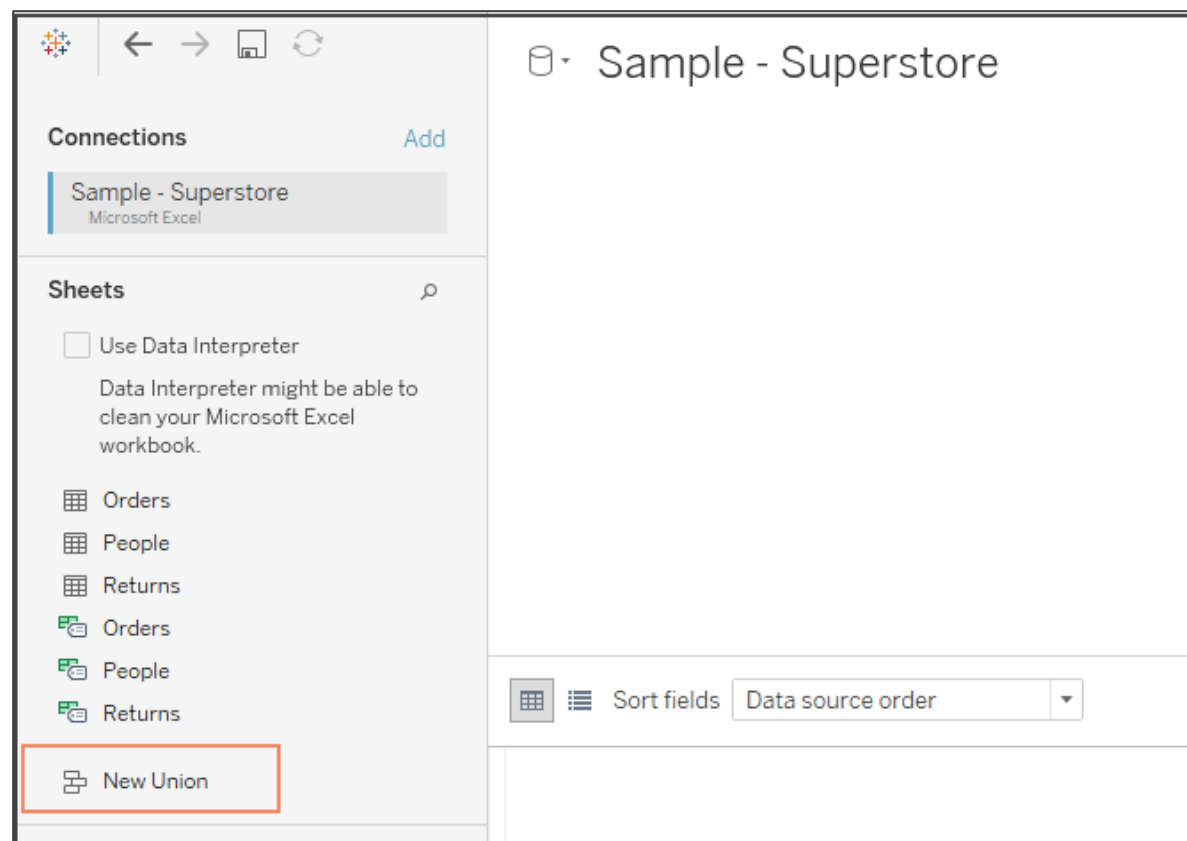 Sample - Superstore
Connections
Add
Sample - Superstore
Microsoft Excel
Sheets
Use Data Interpreter
Data Interpreter might be able to
clean your Microsoft Excel
workbook.
Orders
People
Returns
Orders
People
Returns
New Union
Sort fields
Data source order